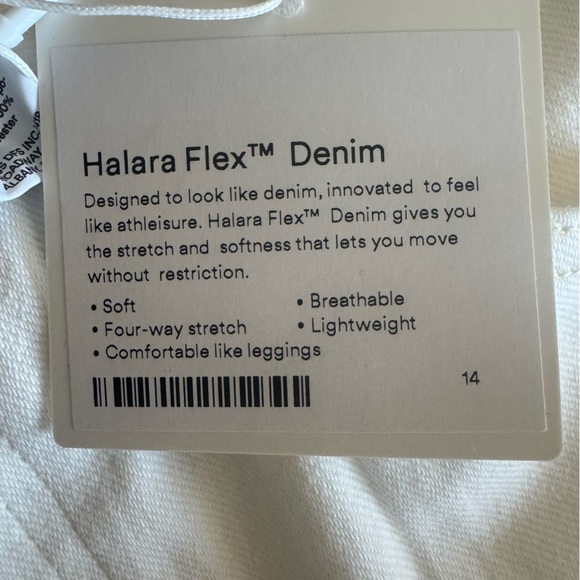 Halara Flex™ Denim
Designed to look like denim, innovated to feel
like athleisure. Halara Flex™ Denim gives you
the stretch and softness that lets you move
without restriction.
• Soft
• Breathable
• Four-way stretch
• Lightweight
• Comfortable like leggings
14